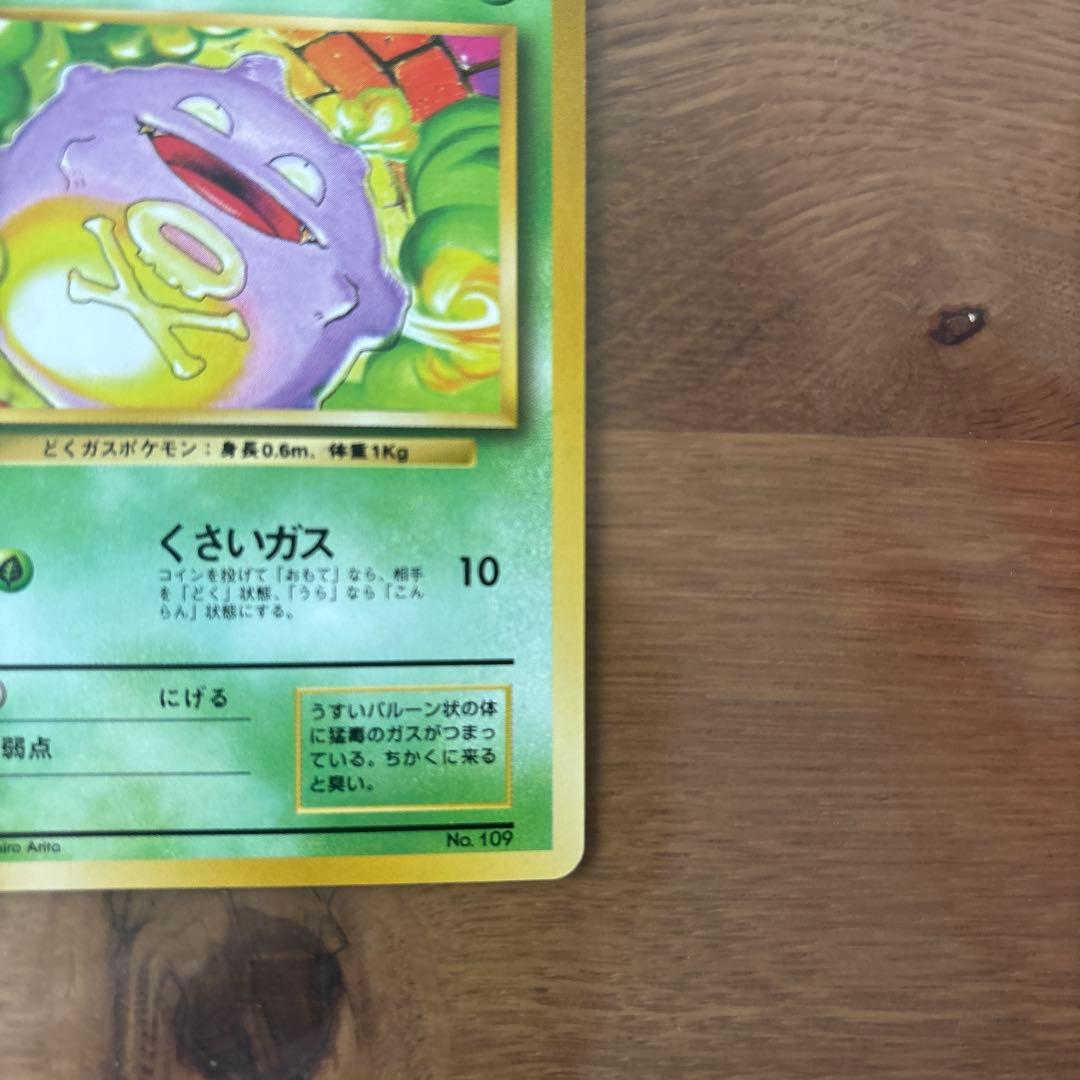 どくガスポケモン：身長0.6m、体重1Kg
くさいガス
10
コインを投げて「おもて」なら、相手
を「どく」状態、「うら」なら「こん
らん」状態にする。
にげる
弱点
うすいバルーン状の体
に猛毒のガスがつまっ
ている。ちかくに来る
と臭い。
iro Arita
No. 109